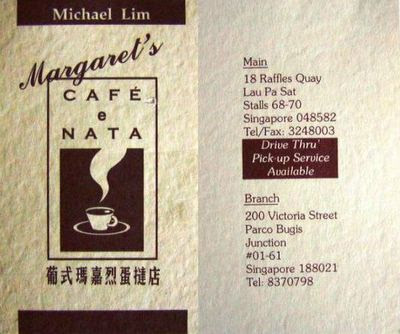 Michael Lim
Margaret's
CAFÉ
e
NATA
葡式瑪嘉烈蛋撻店
Main
18 Raffles Quay
Lau Pa Sat
Stalls 68-70
Singapore 048582
Tel/Fax: 3248003
Drive Thru'
Pick-up Service
Available
Branch
200 Victoria Street
Parco Bugis
Junction
#01-61
Singapore 188021
Tel: 8370798